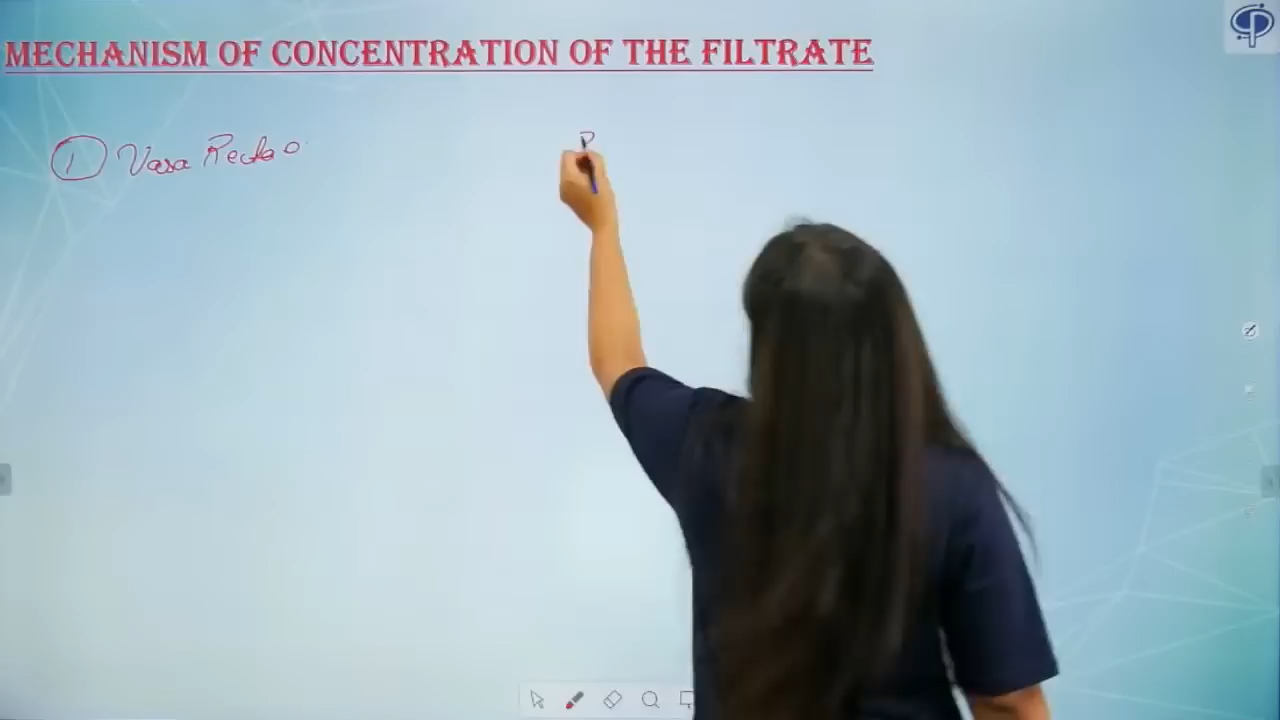 MECHANISM OF CONCENTRATION OF THE FILTRATE
1 Vasa Recta